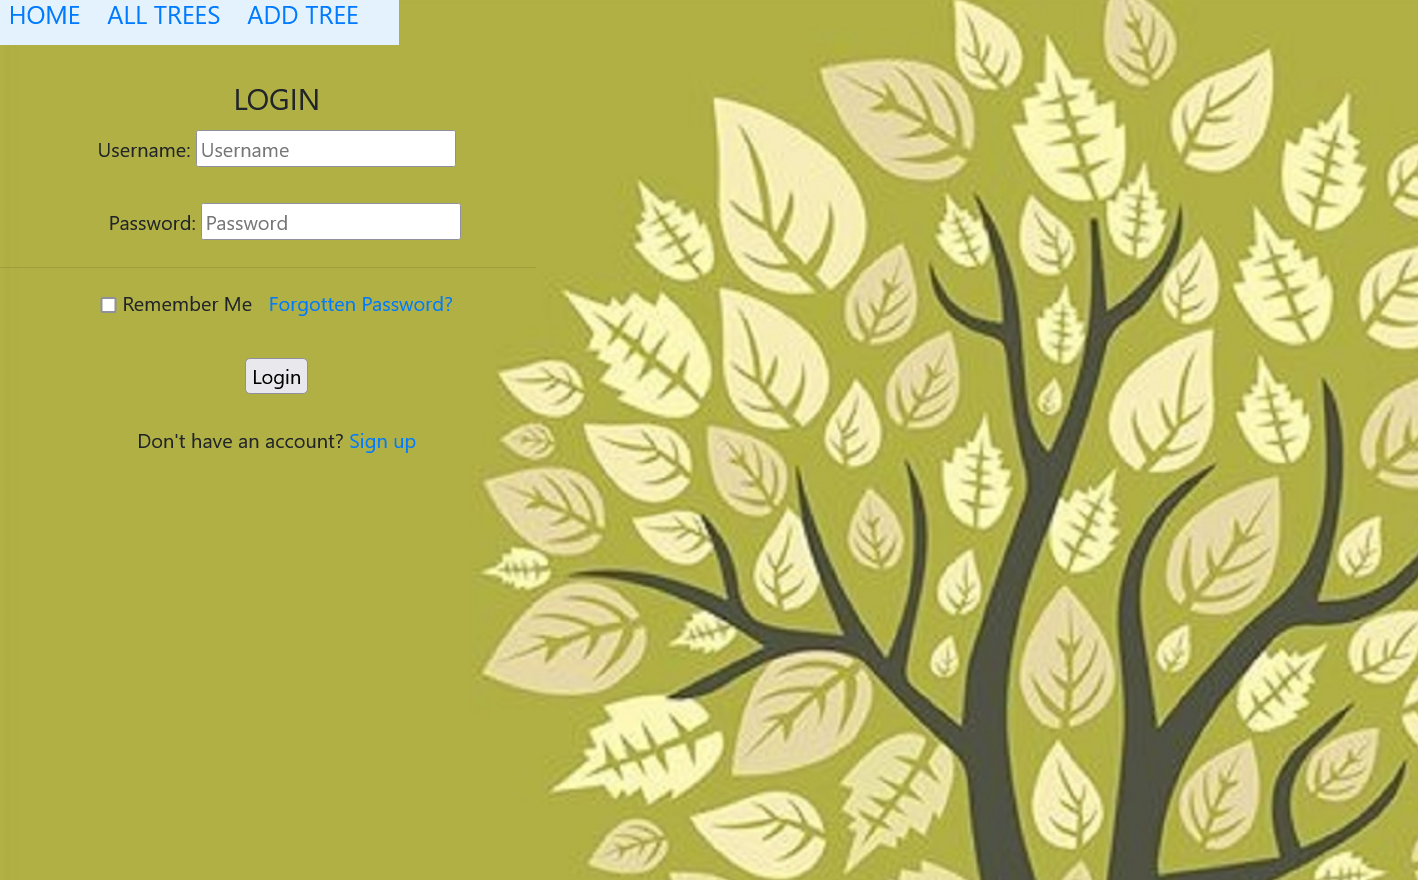 HOME ALL TREES ADD TREE
LOGIN
Username: Username
Password: Password
Remember Me Forgotten Password?
Login
Don't have an account? Sign up